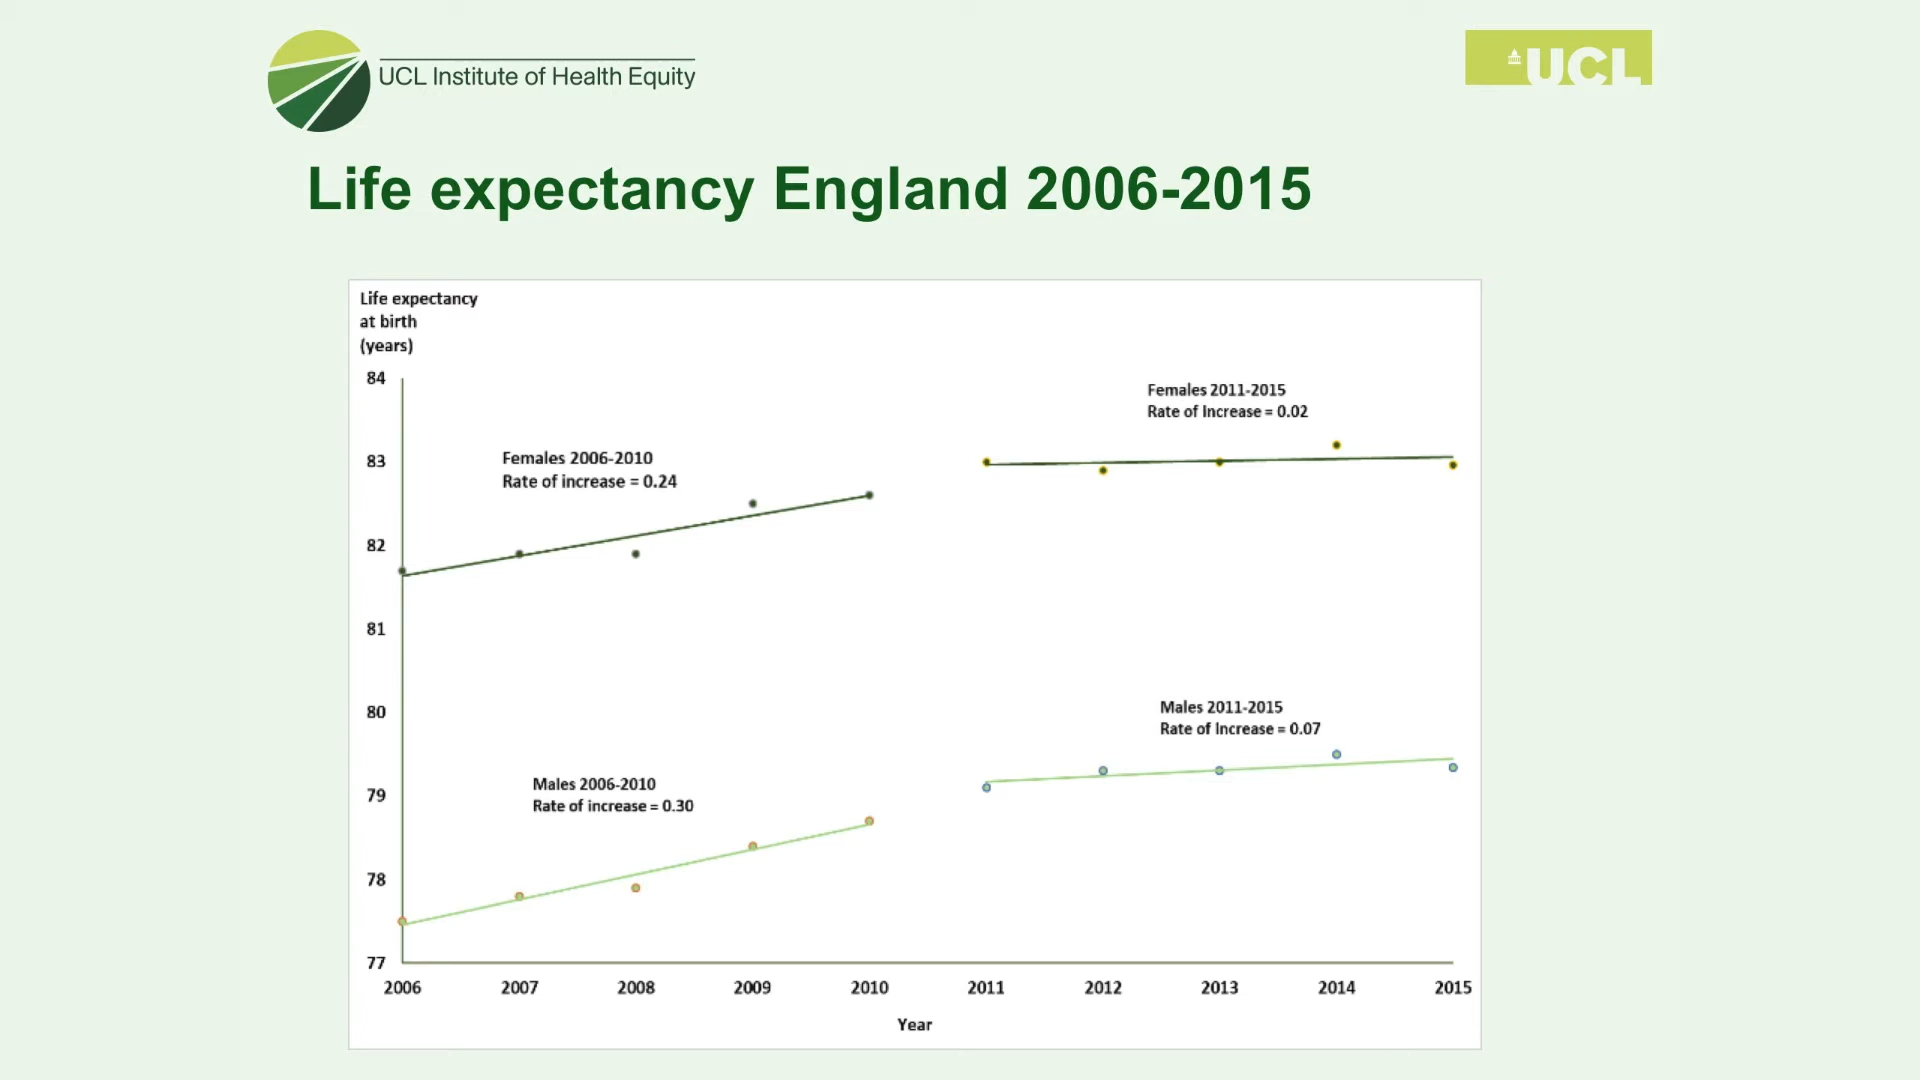 UCL Institute of Health Equity
UCL
Life expectancy England 2006-2015
Life expectancy
at birth
(years)
84
83
82
81
80
79
78
77
Females 2006-2010
Rate of increase = 0.24
Females 2011-2015
Rate of Increase = 0.02
Males 2006-2010
Rate of increase = 0.30
Males 2011-2015
Rate of Increase = 0.07
2006 2007 2008 2009 2010 2011 2012 2013 2014 2015
Year